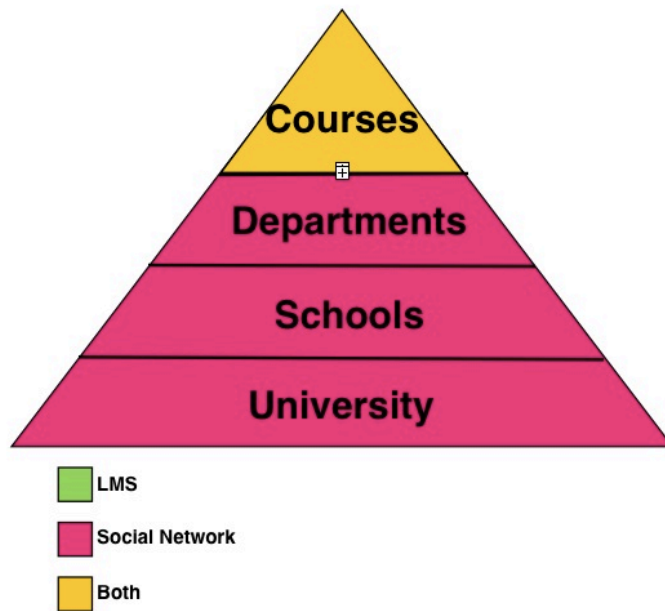 Courses
Departments
Schools
University
LMS
Social Network
Both